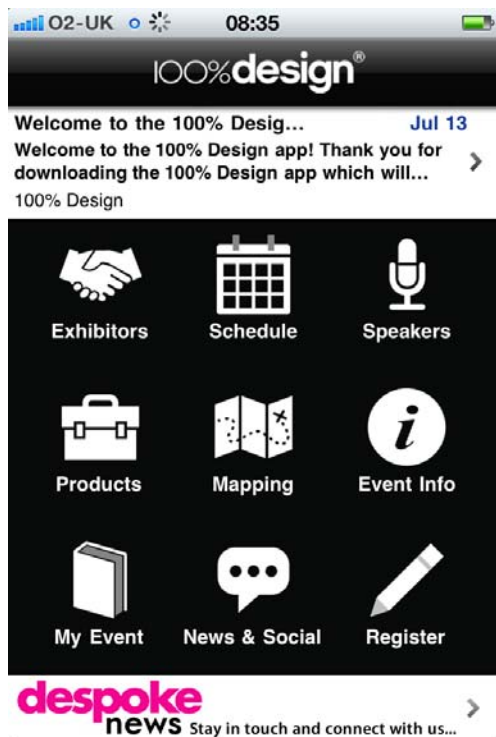 O2-UK 08:35
100%design®
Welcome to the 100% Desig... Jul 13
Welcome to the 100% Design app! Thank you for
downloading the 100% Design app which will...
100% Design
Exhibitors Schedule Speakers
i
Products Mapping Event Info
My Event News & Social Register
despoke
news Stay in touch and connect with us...